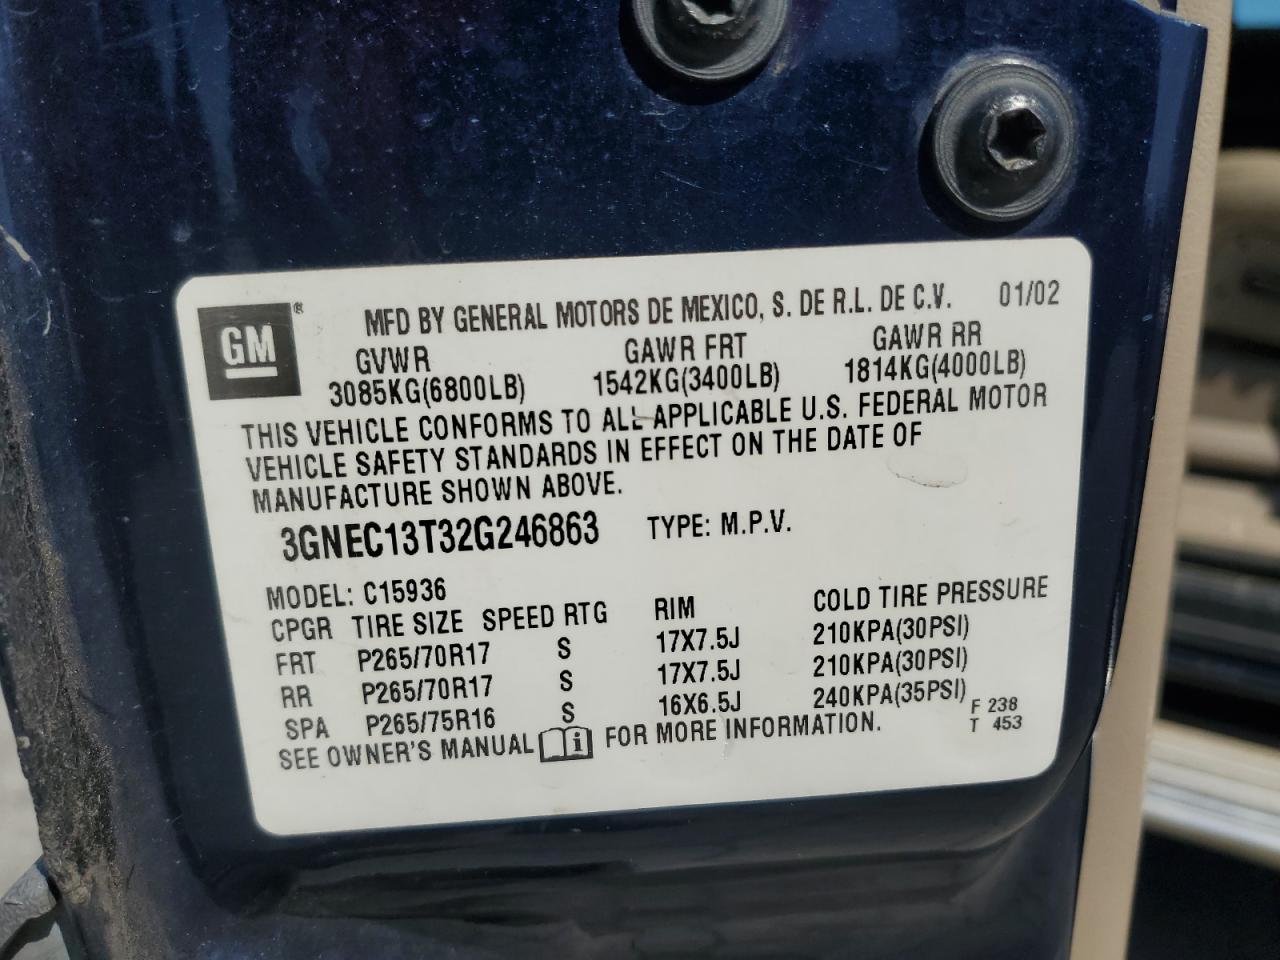 GM ® MFD BY GENERAL MOTORS DE MEXICO, S. DE R.L. DE C.V. 01/02
GVWR GAWR FRT GAWR RR
3085KG(6800LB) 1542KG(3400LB) 1814KG(4000LB)
THIS VEHICLE CONFORMS TO ALL APPLICABLE U.S. FEDERAL MOTOR
VEHICLE SAFETY STANDARDS IN EFFECT ON THE DATE OF
MANUFACTURE SHOWN ABOVE.
3GNEC13T32G246863 TYPE: M.P.V.
MODEL: C15936
CPGR TIRE SIZE SPEED RTG RIM COLD TIRE PRESSURE
FRT P265/70R17 S 17X7.5J 210KPA(30PSI)
RR P265/70R17 S 17X7.5J 210KPA(30PSI)
SPA P265/75R16 S 16X6.5J 240KPA(35PSI)
SEE OWNER'S MANUAL i FOR MORE INFORMATION.
F 238
T 453